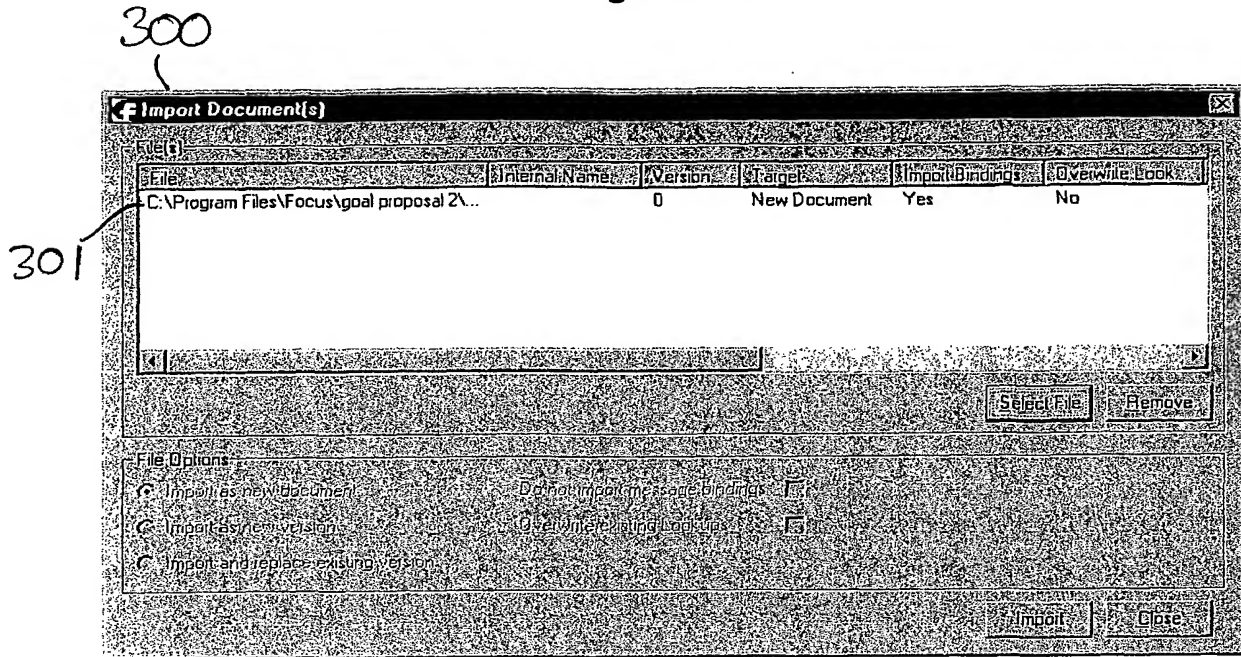 300
Import Document(s)
File(s)
File Internal Name Version Target Import Bindings Overwrite Look
C:\Program Files\Focus\goal proposal 2\... 0 New Document Yes No
301
Select File Remove
File Options
Import as new document Do not import message bindings
Import as new version Overwrite existing Lookups
Import and replace existing version
Import Close